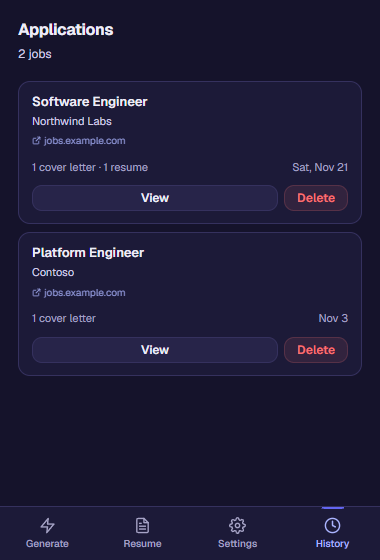 Applications
2 jobs
Software Engineer
Northwind Labs
jobs.example.com
1 cover letter · 1 resume Sat, Nov 21
View Delete
Platform Engineer
Contoso
jobs.example.com
1 cover letter Nov 3
View Delete
Generate Resume Settings History